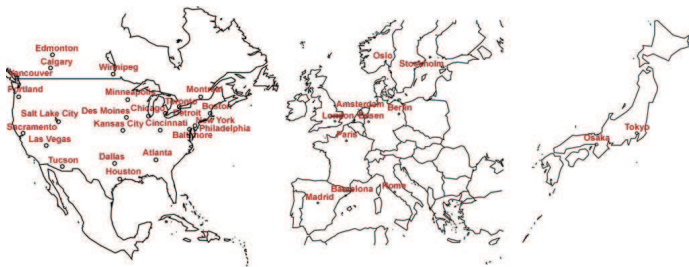 Edmonton
Calgary
Vancouver
Winnipeg
Portland
Minneapolis
Montreal
Toronto
Boston
Salt Lake City
Des Moines
Chicago
Detroit
New York
Sacramento
Kansas City
Cincinnati
Philadelphia
Baltimore
Las Vegas
Tucson
Dallas
Atlanta
Houston
Oslo
Stockholm
Amsterdam
Berlin
London
Essen
Paris
Madrid
Barcelona
Rome
Tokyo
Osaka